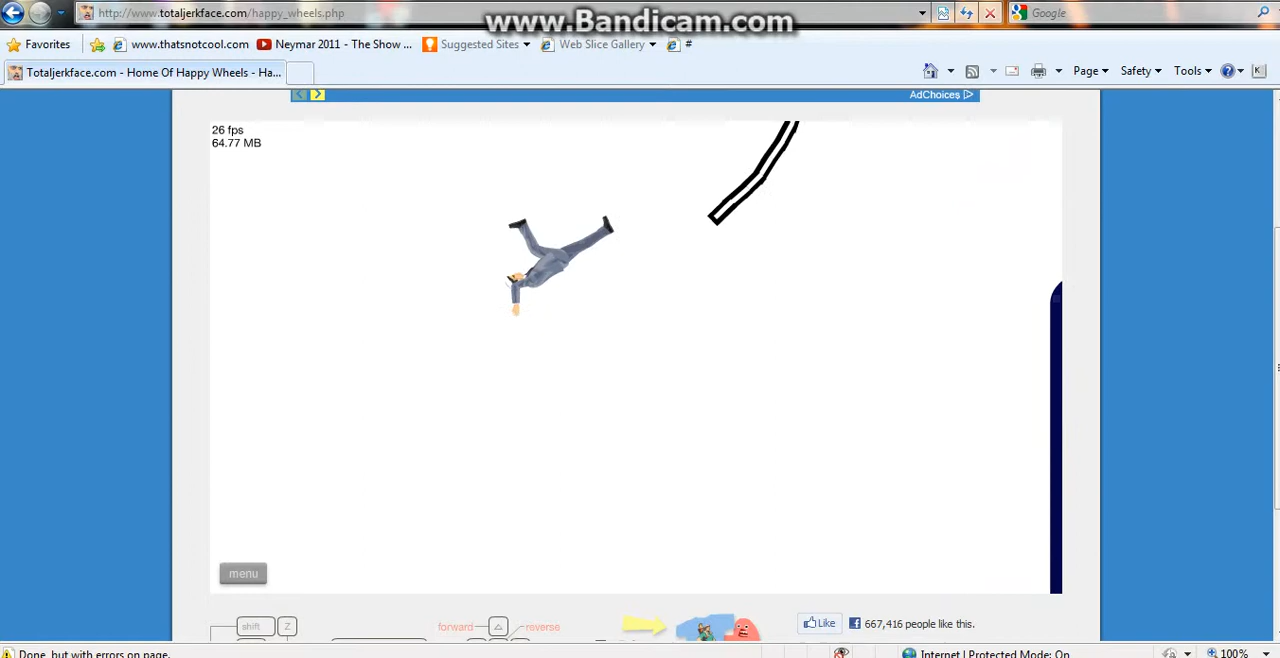 http://www.totaljerkface.com/happy_wheels.php
www.Bandicam.com
Google
Favorites
www.thatsnotcool.com
Neymar 2011 - The Show ...
Suggested Sites
Web Slice Gallery
#
Totaljerkface.com - Home Of Happy Wheels - Ha...
Page
Safety
Tools
AdChoices
26 fps
64.77 MB
menu
shift
Z
forward
reverse
Like
667,416 people like this.
Done, but with errors on page.
Internet | Protected Mode: On
100%